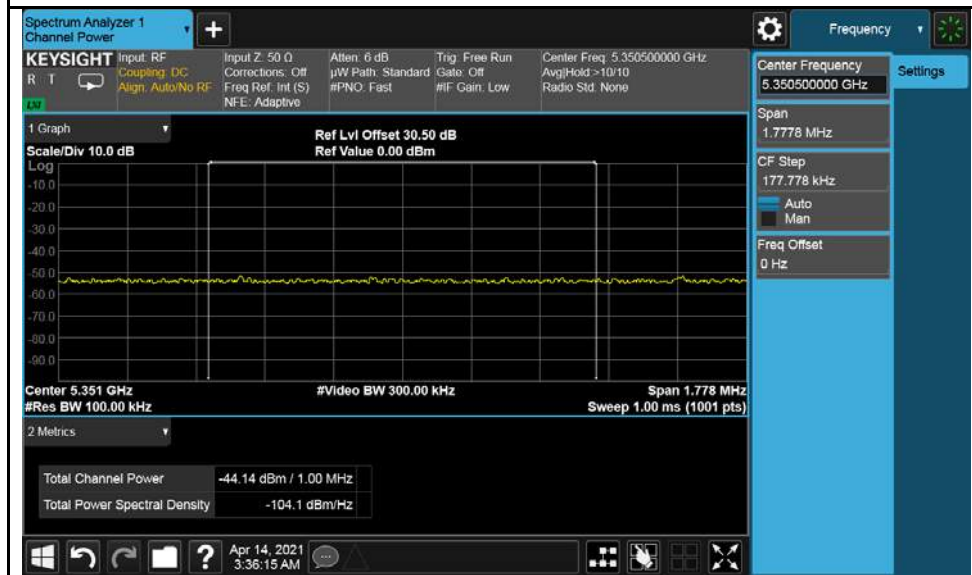 Spectrum Analyzer 1
Channel Power
+
Frequency
KEYSIGHT
R T
LXI
Input: RF
Coupling: DC
Align: Auto/No RF
Input Z: 50 Ω
Corrections: Off
Freq Ref: Int (S)
NFE: Adaptive
Atten: 6 dB
µW Path: Standard
#PNO: Fast
Trig: Free Run
Gate: Off
#IF Gain: Low
Center Freq: 5.350500000 GHz
Avg|Hold:>10/10
Radio Std: None
Center Frequency
5.350500000 GHz
Settings
Span
1.7778 MHz
CF Step
177.778 kHz
Auto
Man
Freq Offset
0 Hz
1 Graph
Scale/Div 10.0 dB
Ref Lvl Offset 30.50 dB
Ref Value 0.00 dBm
Log
-10.0
-20.0
-30.0
-40.0
-50.0
-60.0
-70.0
-80.0
-90.0
Center 5.351 GHz
#Video BW 300.00 kHz
Span 1.778 MHz
#Res BW 100.00 kHz
Sweep 1.00 ms (1001 pts)
2 Metrics
Total Channel Power -44.14 dBm / 1.00 MHz
Total Power Spectral Density -104.1 dBm/Hz
?
Apr 14, 2021
3:36:15 AM